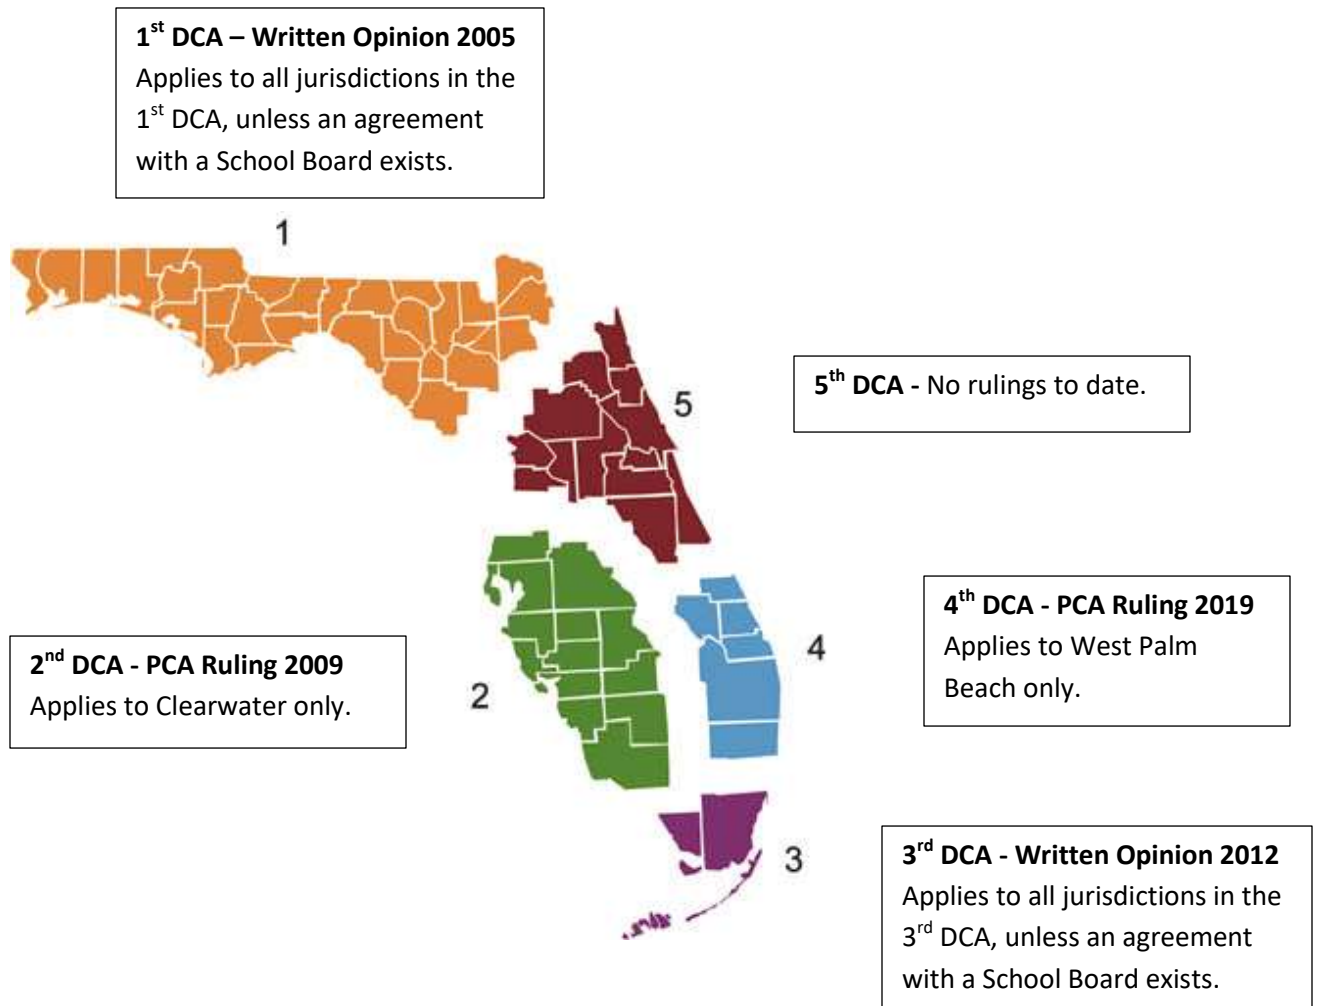 1st DCA – Written Opinion 2005
Applies to all jurisdictions in the
1st DCA, unless an agreement
with a School Board exists.
1
5th DCA - No rulings to date.
5
4th DCA - PCA Ruling 2019
Applies to West Palm
Beach only.
4
2nd DCA - PCA Ruling 2009
Applies to Clearwater only.
2
3
3rd DCA - Written Opinion 2012
Applies to all jurisdictions in the
3rd DCA, unless an agreement
with a School Board exists.